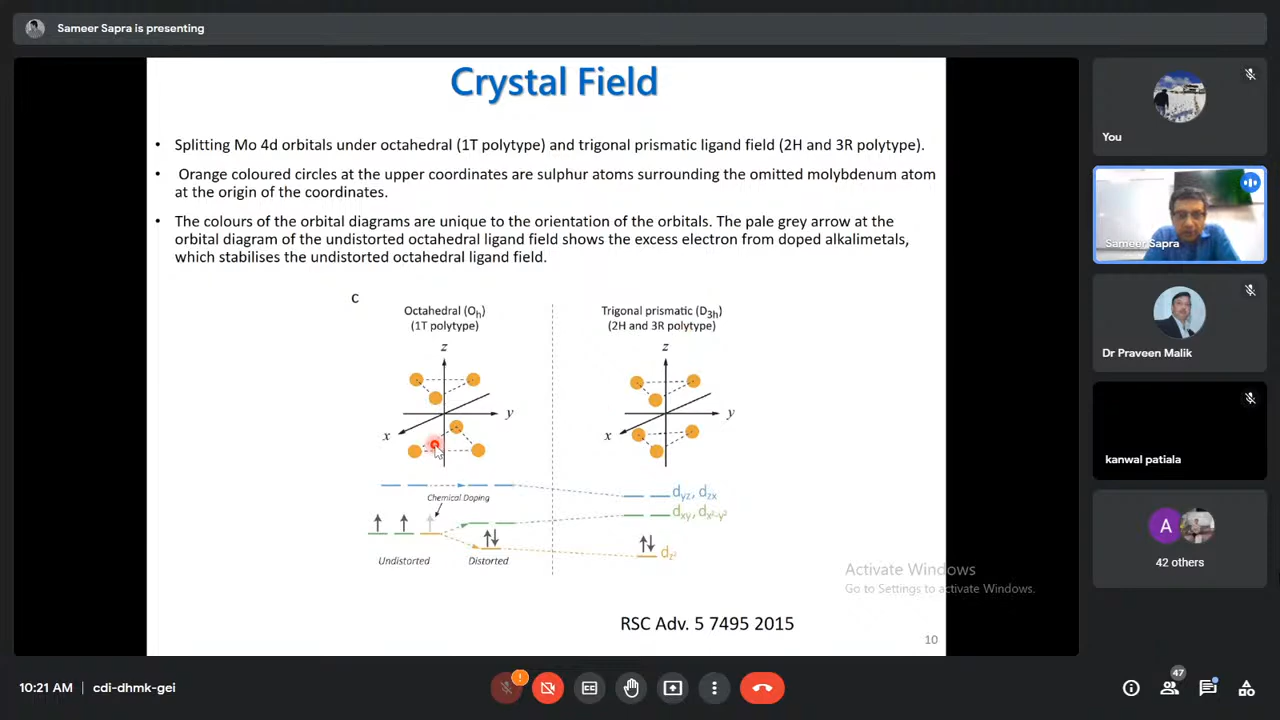 Sameer Sapra is presenting
Crystal Field
• Splitting Mo 4d orbitals under octahedral (1T polytype) and trigonal prismatic ligand field (2H and 3R polytype).
• Orange coloured circles at the upper coordinates are sulphur atoms surrounding the omitted molybdenum atom
at the origin of the coordinates.
• The colours of the orbital diagrams are unique to the orientation of the orbitals. The pale grey arrow at the
orbital diagram of the undistorted octahedral ligand field shows the excess electron from doped alkalimetals,
which stabilises the undistorted octahedral ligand field.
C
Octahedral (Oh)
(1T polytype)
z
y
x
Chemical Doping
Undistorted
Distorted
Trigonal prismatic (D3h)
(2H and 3R polytype)
z
y
x
dyz, dzx
dxy, dx²-y²
dz²
RSC Adv. 5 7495 2015
10
Activate Windows
Go to Settings to activate Windows.
You
Sameer Sapra
Dr Praveen Malik
kanwal patiala
A
42 others
10:21 AM | cdi-dhmk-gei
!
CC
47